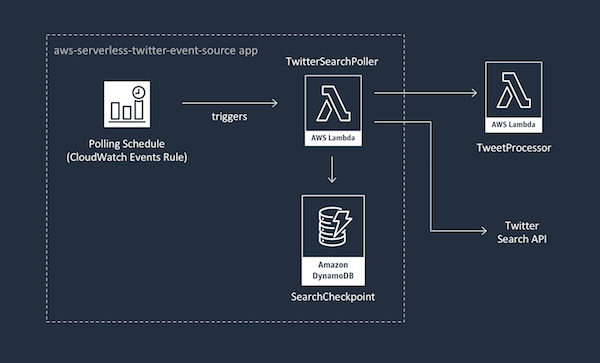 aws-serverless-twitter-event-source app
TwitterSearchPoller
AWS Lambda
triggers
Polling Schedule
(CloudWatch Events Rule)
AWS Lambda
TweetProcessor
Amazon
DynamoDB
SearchCheckpoint
Twitter
Search API